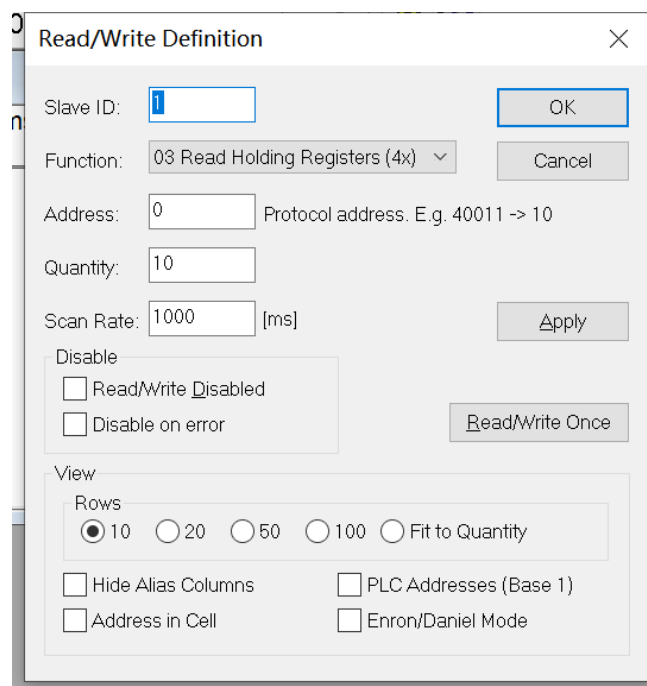 Read/Write Definition
Slave ID: 1
OK
Function: 03 Read Holding Registers (4x)
Cancel
Address: 0 Protocol address. E.g. 40011 -> 10
Quantity: 10
Scan Rate: 1000 [ms]
Apply
Disable
Read/Write Disabled
Disable on error
Read/Write Once
View
Rows
10 20 50 100 Fit to Quantity
Hide Alias Columns PLC Addresses (Base 1)
Address in Cell Enron/Daniel Mode